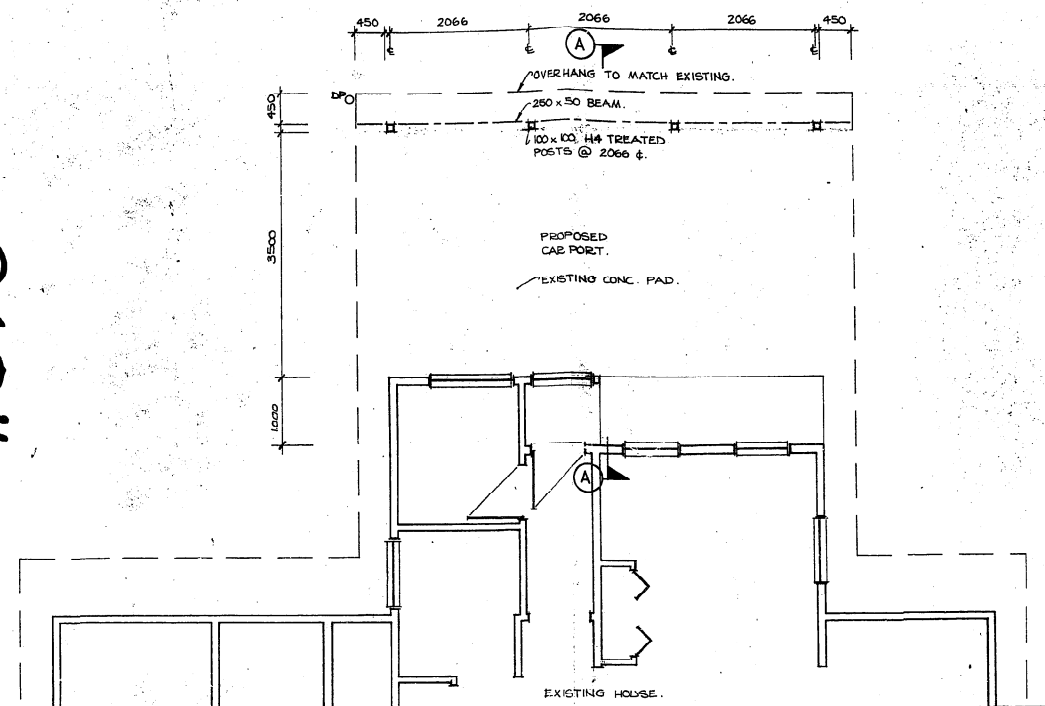 450 2066 2066 2066 450
¢ ¢ A ¢ ¢
OVERHANG TO MATCH EXISTING.
DP
450
250 x 50 BEAM.
100 x 100 H4 TREATED
POSTS @ 2066 ¢.
3500
PROPOSED
CAR PORT.
EXISTING CONC. PAD.
1000
A
EXISTING HOUSE.